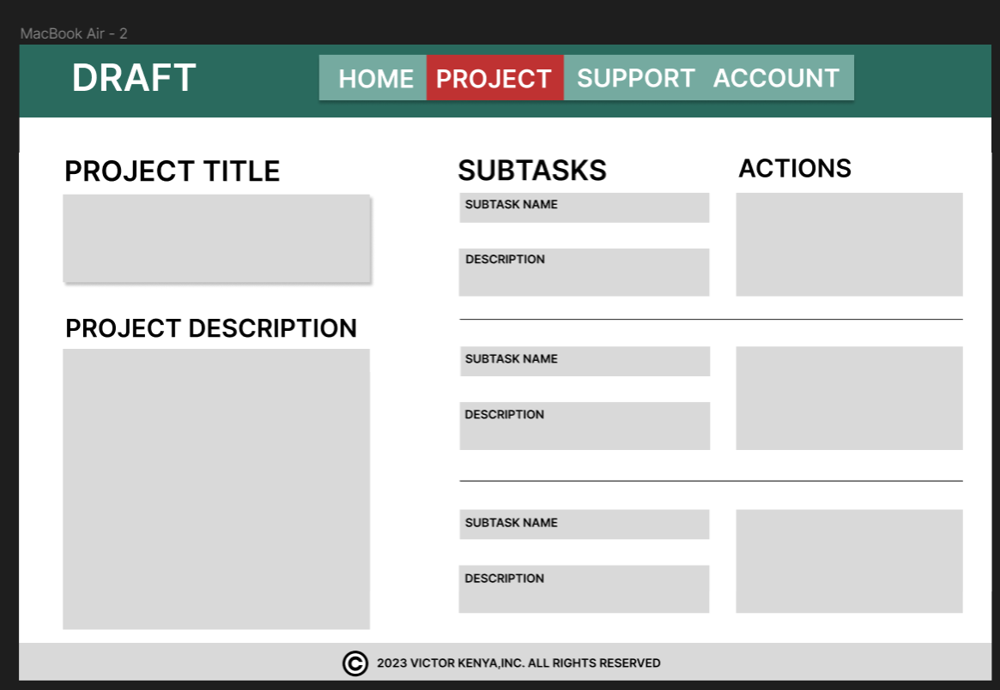 MacBook Air - 2
DRAFT
HOME PROJECT SUPPORT ACCOUNT
PROJECT TITLE
PROJECT DESCRIPTION
SUBTASKS
ACTIONS
SUBTASK NAME
DESCRIPTION
SUBTASK NAME
DESCRIPTION
SUBTASK NAME
DESCRIPTION
© 2023 VICTOR KENYA,INC. ALL RIGHTS RESERVED